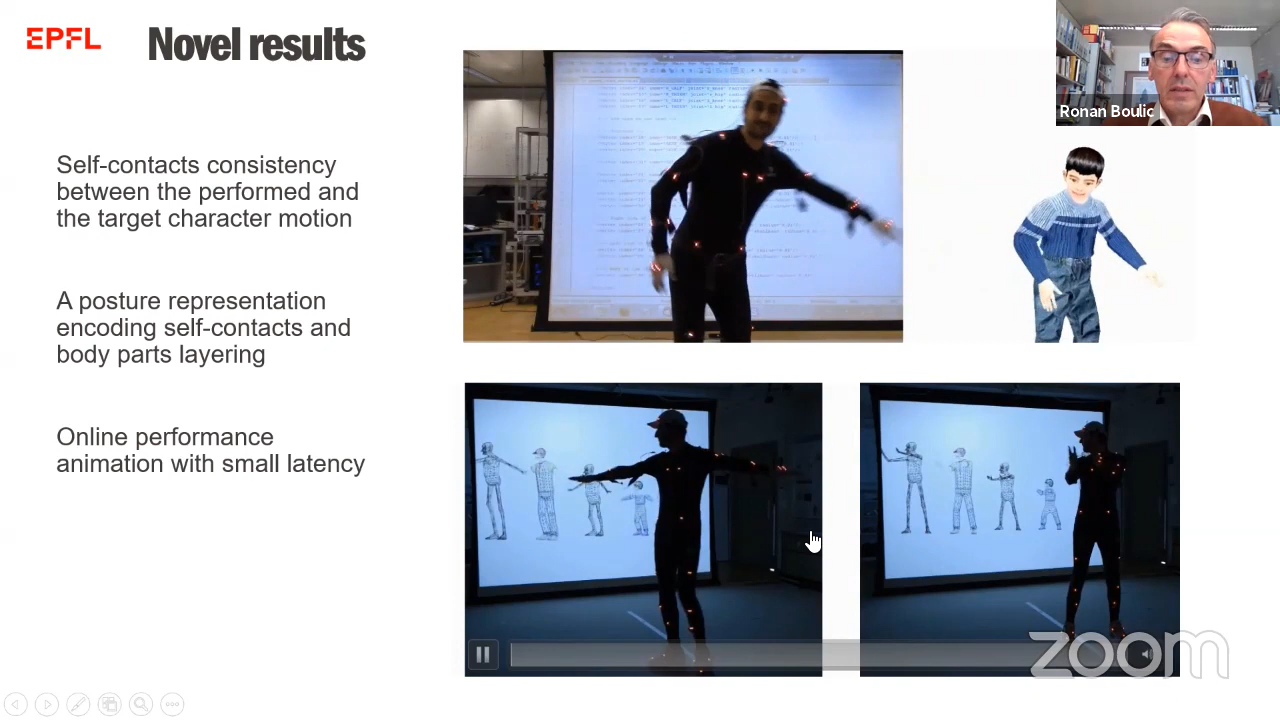 EPFL
Novel results
Ronan Boulic
Self-contacts consistency
between the performed and
the target character motion
A posture representation
encoding self-contacts and
body parts layering
Online performance
animation with small latency
zoom